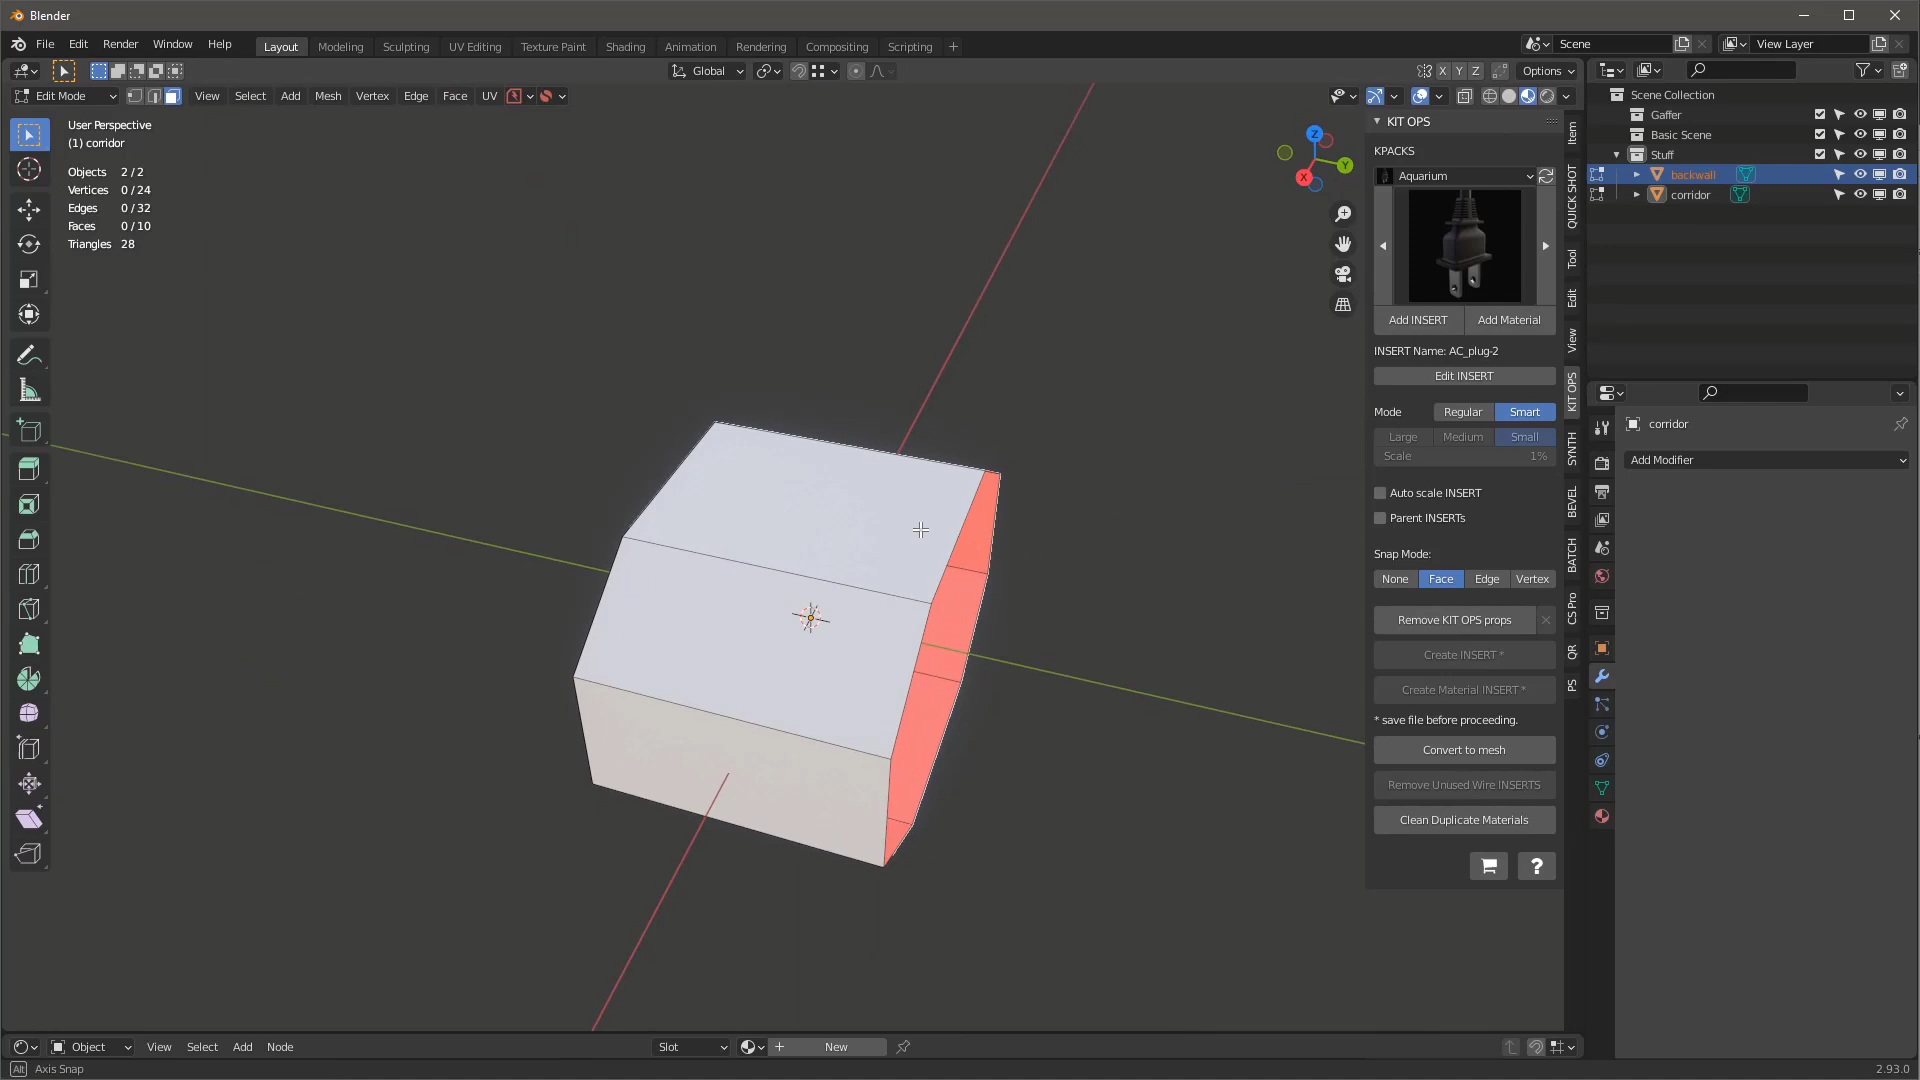 Blender
File Edit Render Window Help
Layout Modeling Sculpting UV Editing Texture Paint Shading Animation Rendering Compositing Scripting +
Scene
View Layer
Global
X Y Z
Options
Edit Mode
View Select Add Mesh Vertex Edge Face UV
User Perspective
(1) corridor
Objects 2 / 2
Vertices 0 / 24
Edges 0 / 32
Faces 0 / 10
Triangles 28
Z
Y
X
KIT OPS
KPACKS
Aquarium
Add INSERT Add Material
INSERT Name: AC_plug-2
Edit INSERT
Mode Regular Smart
Large Medium Small
Scale 1%
Auto scale INSERT
Parent INSERTs
Snap Mode:
None Face Edge Vertex
Remove KIT OPS props
Create INSERT *
Create Material INSERT *
* save file before proceeding.
Convert to mesh
Remove Unused Wire INSERTS
Clean Duplicate Materials
?
Item
QUICK SHOT
Tool
Edit
View
KIT OPS
SYNTH
BEVEL
BATCH
CS Pro
QR
PS
Scene Collection
Gaffer
Basic Scene
Stuff
backwall
corridor
corridor
Add Modifier
Object View Select Add Node
Slot
+ New
Alt Axis Snap
2.93.0